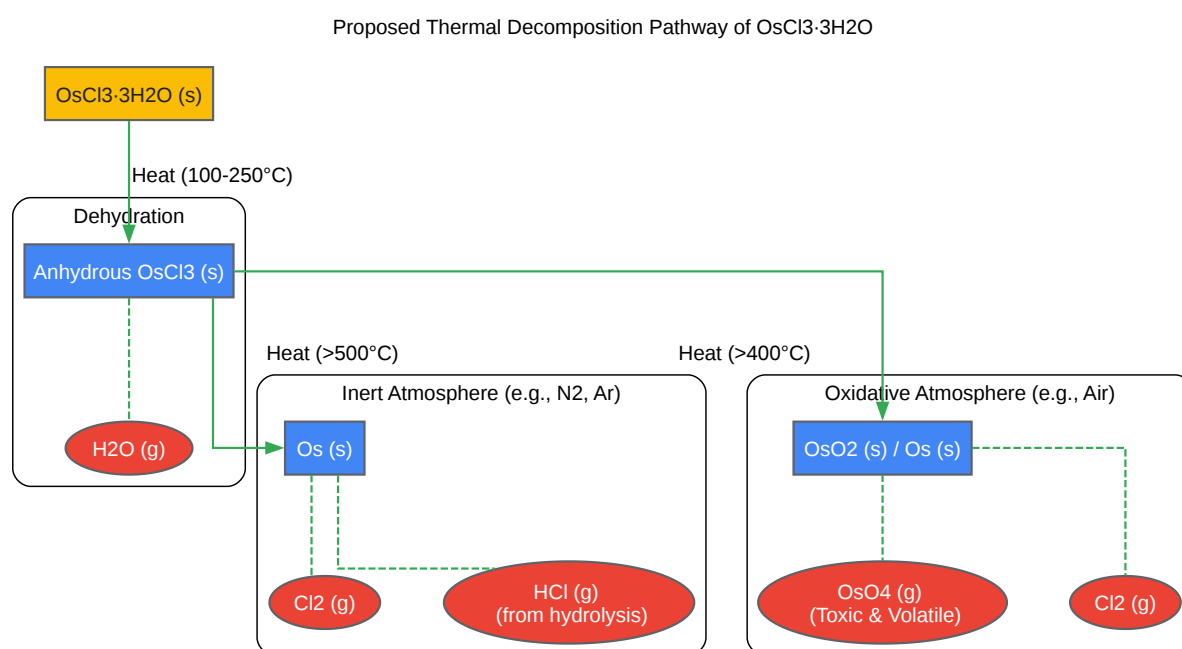 Proposed Thermal Decomposition Pathway of OsCl3·3H2O
OsCl3·3H2O (s)
Heat (100-250°C)
Dehydration
Anhydrous OsCl3 (s)
Heat (>500°C)
Heat (>400°C)
Inert Atmosphere (e.g., N2, Ar)
Oxidative Atmosphere (e.g., Air)
H2O (g)
Os (s)
OsO2 (s) / Os (s)
Cl2 (g)
HCl (g)
(from hydrolysis)
OsO4 (g)
(Toxic & Volatile)
Cl2 (g)